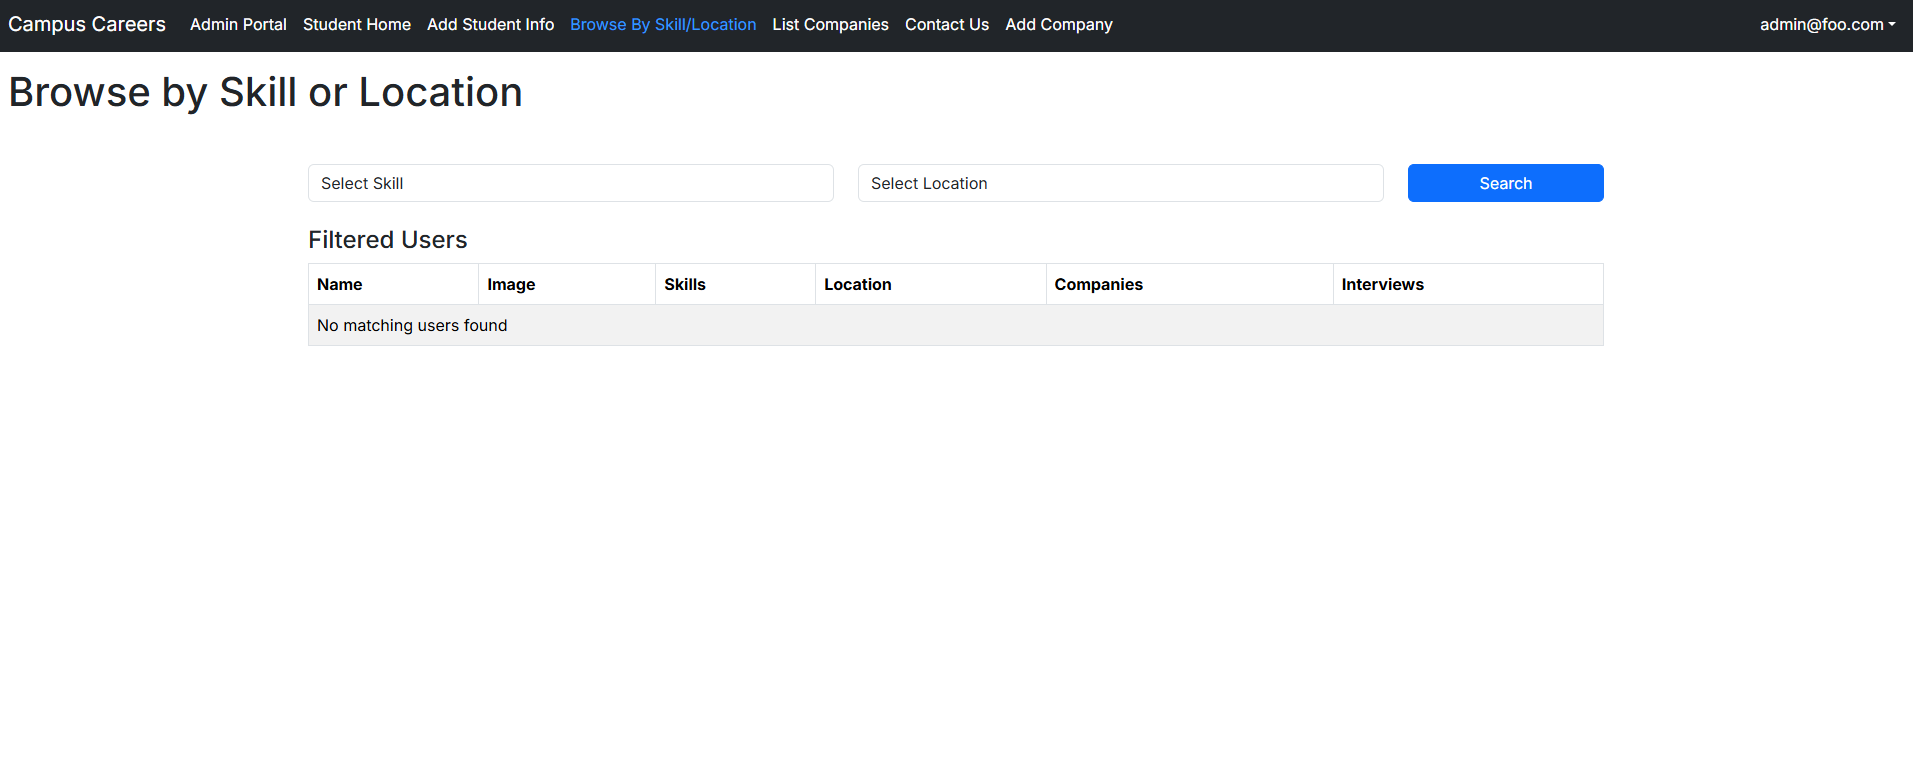 Campus Careers Admin Portal Student Home Add Student Info Browse By Skill/Location List Companies Contact Us Add Company admin@foo.com
Browse by Skill or Location
Select Skill Select Location Search
Filtered Users
Name Image Skills Location Companies Interviews
No matching users found